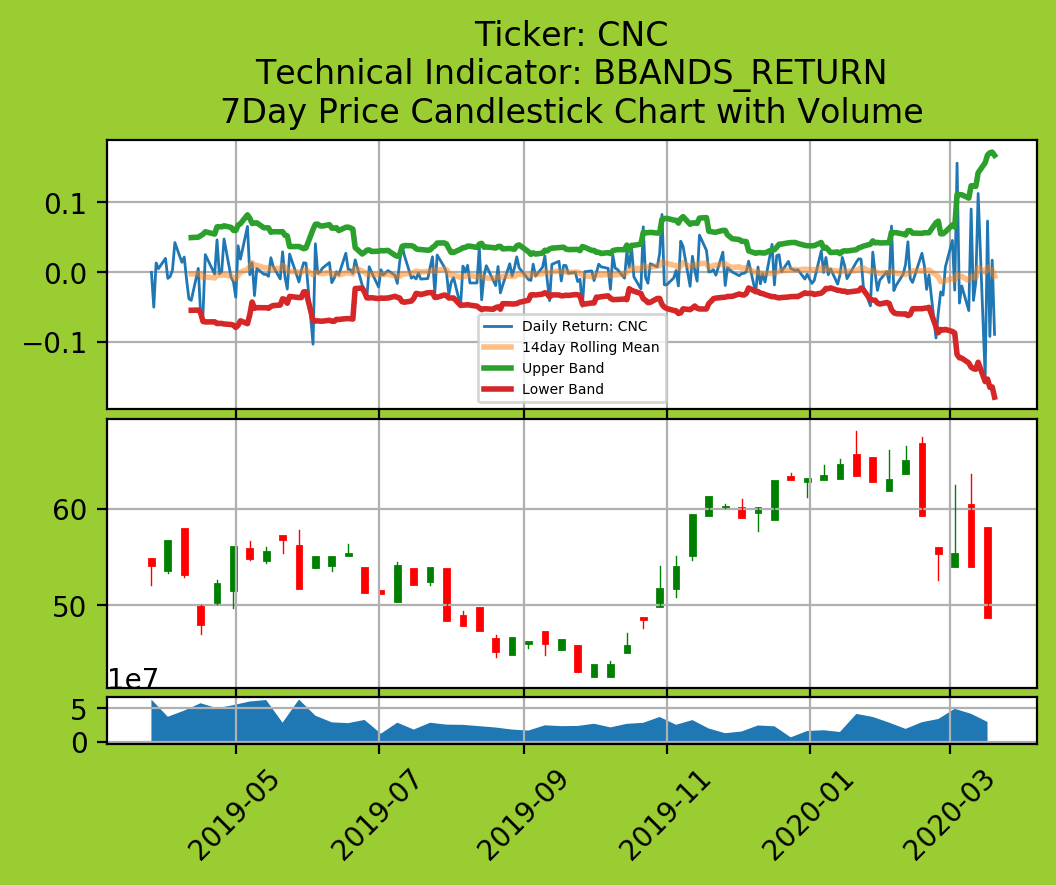 Ticker: CNC
Technical Indicator: BBANDS_RETURN
7Day Price Candlestick Chart with Volume
0.1
0.0
−0.1
Daily Return: CNC
14day Rolling Mean
Upper Band
Lower Band
60
50
1e7
5
0
2019-05
2019-07
2019-09
2019-11
2020-01
2020-03